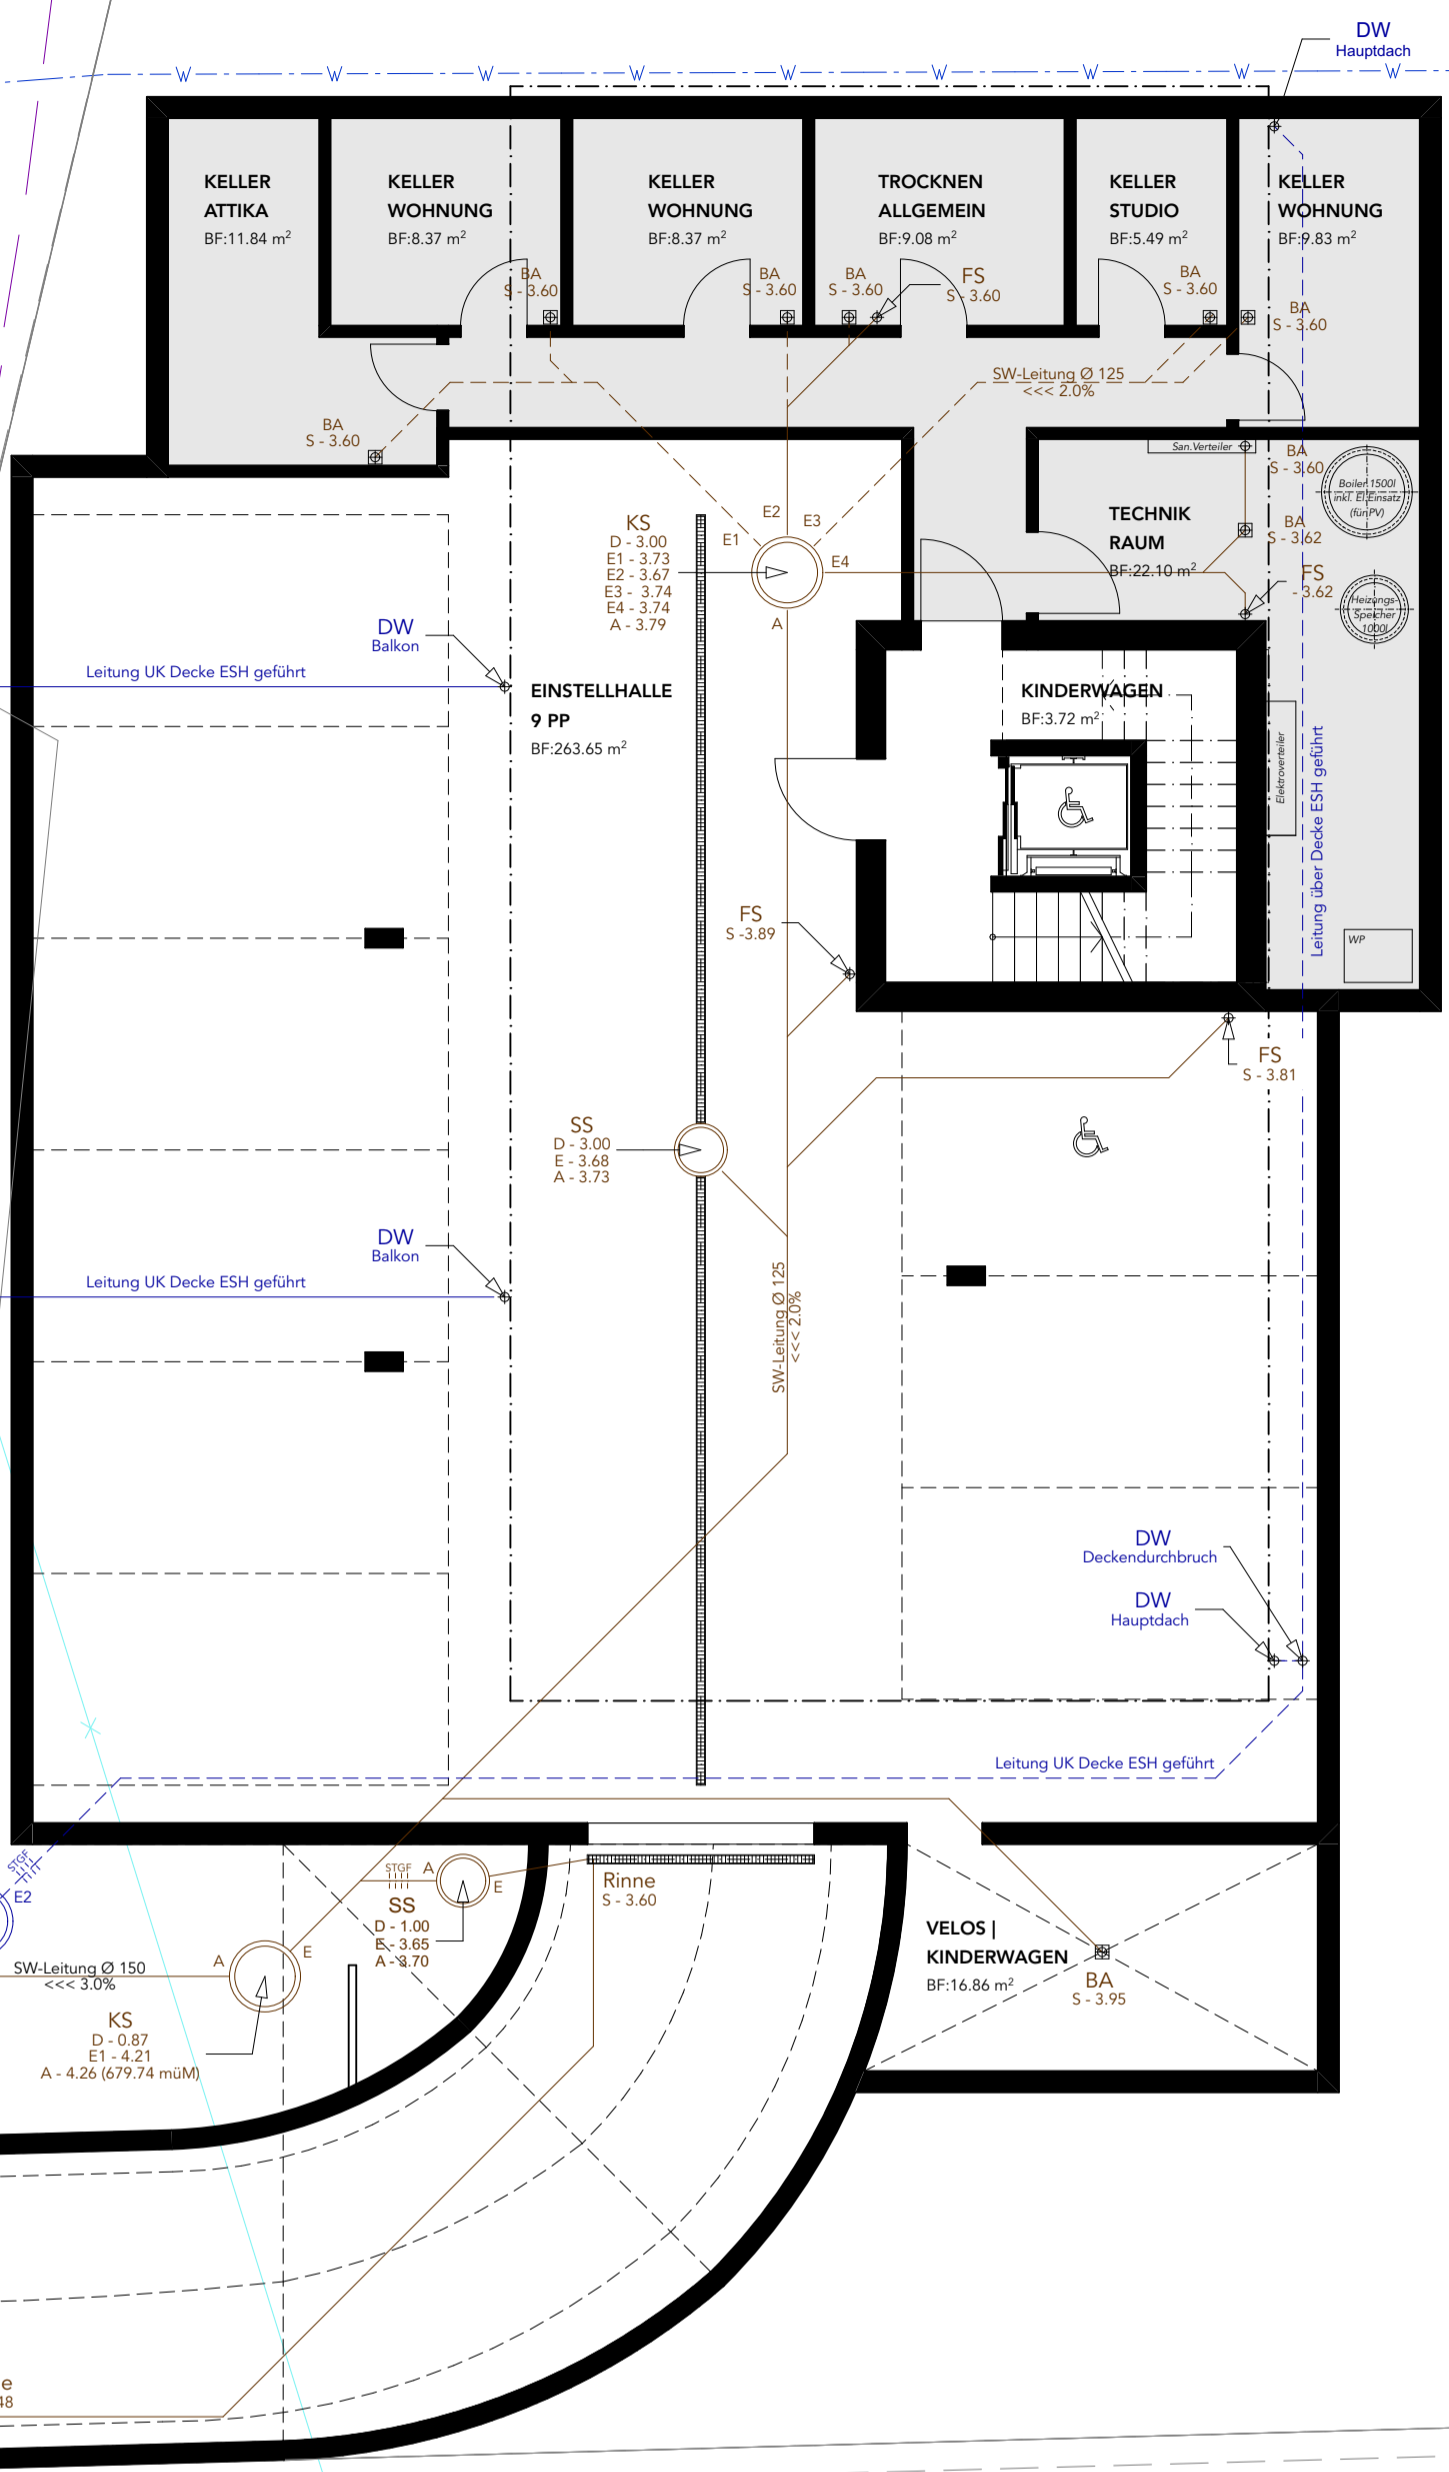 DW
Hauptdach
W W W W W W W W W
KELLER
ATTIKA
BF:11.84 m²
KELLER
WOHNUNG
BF:8.37 m²
KELLER
WOHNUNG
BF:8.37 m²
TROCKNEN
ALLGEMEIN
BF:9.08 m²
KELLER
STUDIO
BF:5.49 m²
KELLER
WOHNUNG
BF:9.83 m²
BA
S - 3.60
BA
S - 3.60
BA
S - 3.60
FS
S - 3.60
BA
S - 3.60
BA
S - 3.60
SW-Leitung Ø 125
<<< 2.0%
BA
S - 3.60
San.Verteiler
BA
S - 3.60
Boiler 1500l
inkl. El.Einsatz
(für PV)
TECHNIK
RAUM
BF:22.10 m²
BA
S - 3.62
FS
- 3.62
Heizungs-
Speicher
1000l
KS
D - 3.00
E1 - 3.73
E2 - 3.67
E3 - 3.74
E4 - 3.74
A - 3.79
E1
E2
E3
E4
A
DW
Balkon
Leitung UK Decke ESH geführt
EINSTELLHALLE
9 PP
BF:263.65 m²
KINDERWAGEN
BF:3.72 m²
Elektroverteiler
Leitung über Decke ESH geführt
WP
FS
S -3.89
FS
S - 3.81
SS
D - 3.00
E - 3.68
A - 3.73
DW
Balkon
Leitung UK Decke ESH geführt
SW-Leitung Ø 125
<<< 2.0%
DW
Deckendurchbruch
DW
Hauptdach
Leitung UK Decke ESH geführt
STGF
E2
STGF
A
E
SS
D - 1.00
E - 3.65
A - 3.70
Rinne
S - 3.60
A
E
SW-Leitung Ø 150
<<< 3.0%
KS
D - 0.87
E1 - 4.21
A - 4.26 (679.74 müM)
VELOS |
KINDERWAGEN
BF:16.86 m²
BA
S - 3.95
e
48